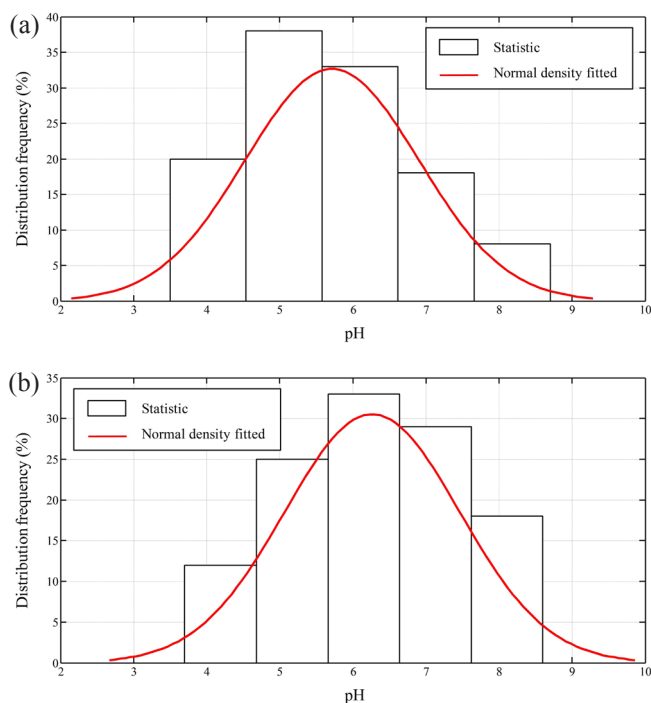 (a)
40
35
30
25
20
15
10
5
0
Distribution frequency (%)
Statistic
Normal density fitted
2 3 4 5 6 7 8 9 10
pH
(b)
35
30
25
20
15
10
5
0
Distribution frequency (%)
Statistic
Normal density fitted
2 3 4 5 6 7 8 9 10
pH